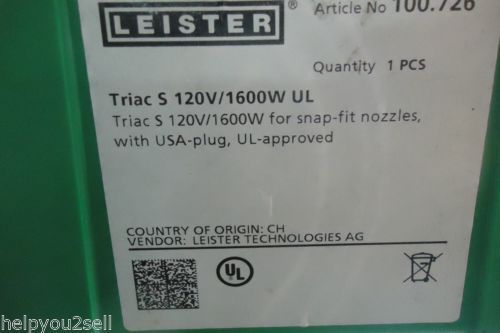 LEISTER®
Article No 100.726
Quantity 1 PCS
Triac S 120V/1600W UL
Triac S 120V/1600W for snap-fit nozzles,
with USA-plug, UL-approved
COUNTRY OF ORIGIN: CH
VENDOR: LEISTER TECHNOLOGIES AG
UL
helpyou2sell